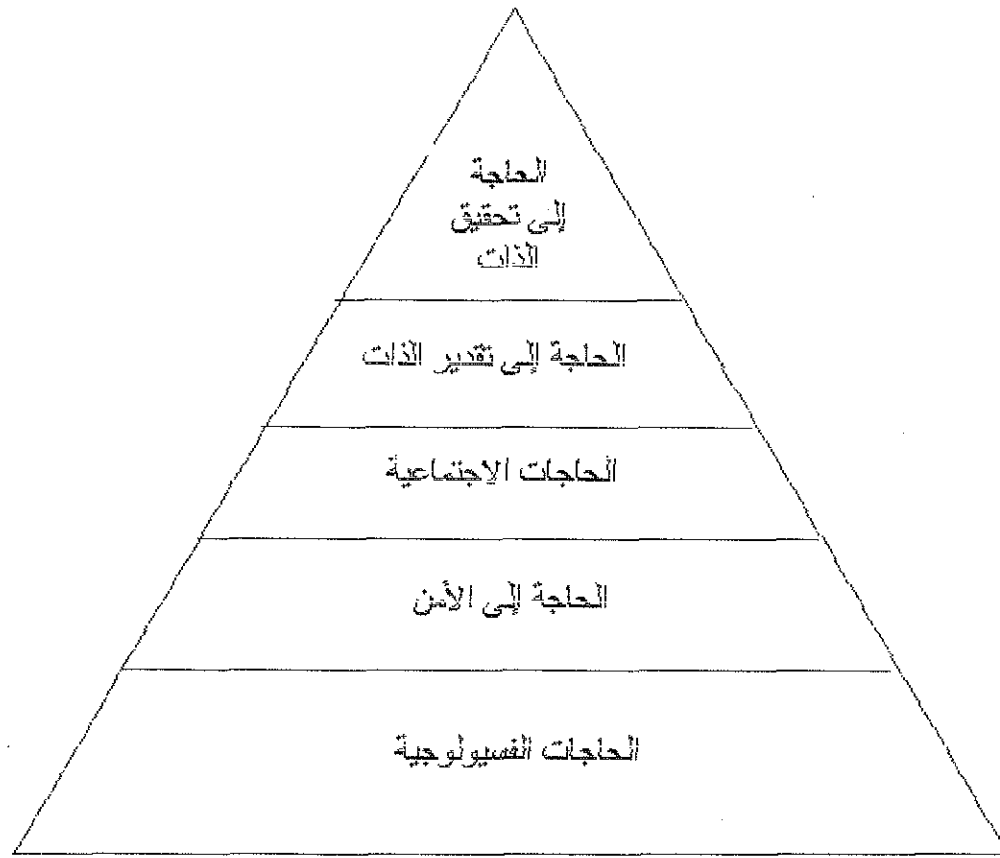 الحاجة
إلى تحقيق
الذات
الحاجة إلى تقدير الذات
الحاجات الاجتماعية
الحاجة إلى الأمن
الحاجات الفسيولوجية